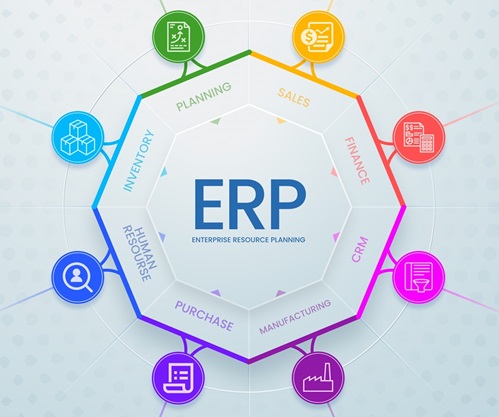 PLANNING
SALES
INVENTORY
FINANCE
ERP
ENTERPRISE RESOURCE PLANNING
HUMAN
RESOURSE
CRM
PURCHASE
MANUFACTURING